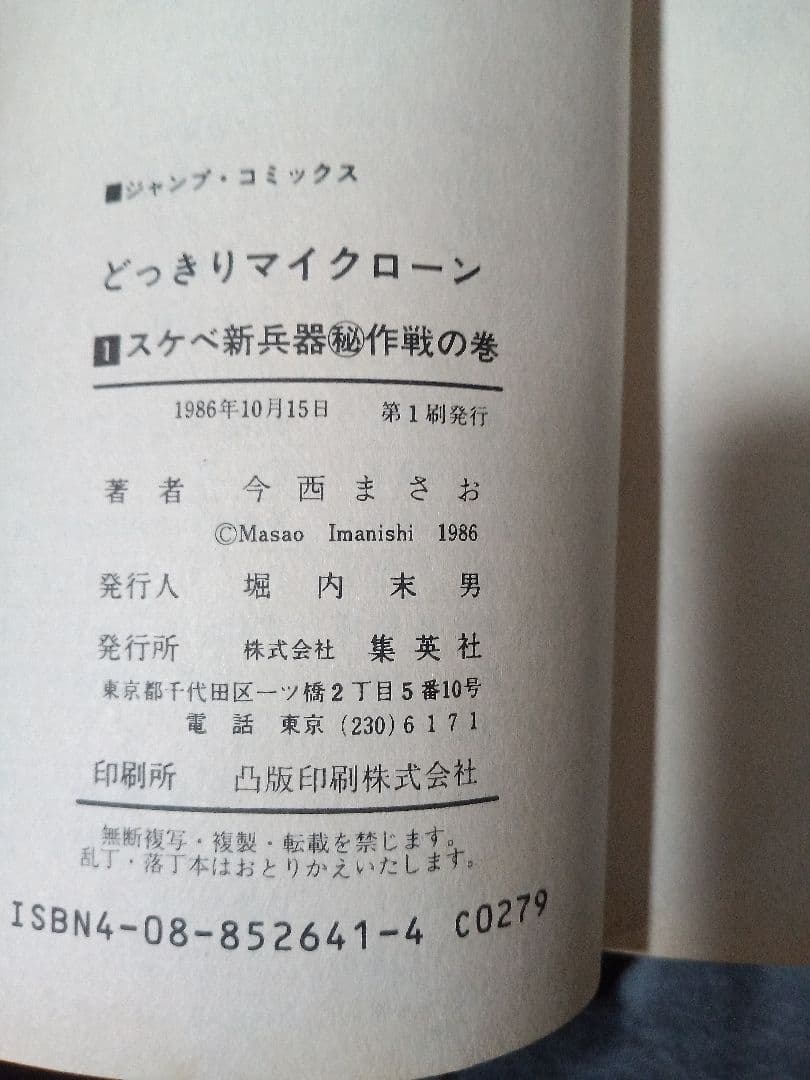 ■ジャンプ・コミックス
どっきりマイクローン
1スケベ新兵器㊙作戦の巻
1986年10月15日 第1刷発行
著者 今西まさお
©Masao Imanishi 1986
発行人 堀内末男
発行所 株式会社 集英社
東京都千代田区一ツ橋2丁目5番10号
電話 東京 (230)6171
印刷所 凸版印刷株式会社
無断複写・複製・転載を禁じます。
乱丁・落丁本はおとりかえいたします。
ISBN4-08-852641-4 C0279